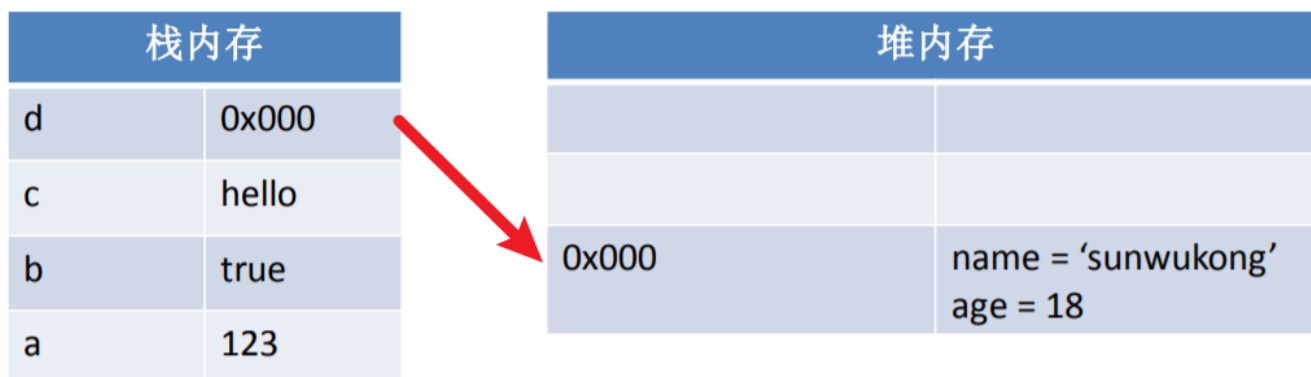 栈内存
d 0x000
c hello
b true
a 123
堆内存
0x000 name = ‘sunwukong’
age = 18